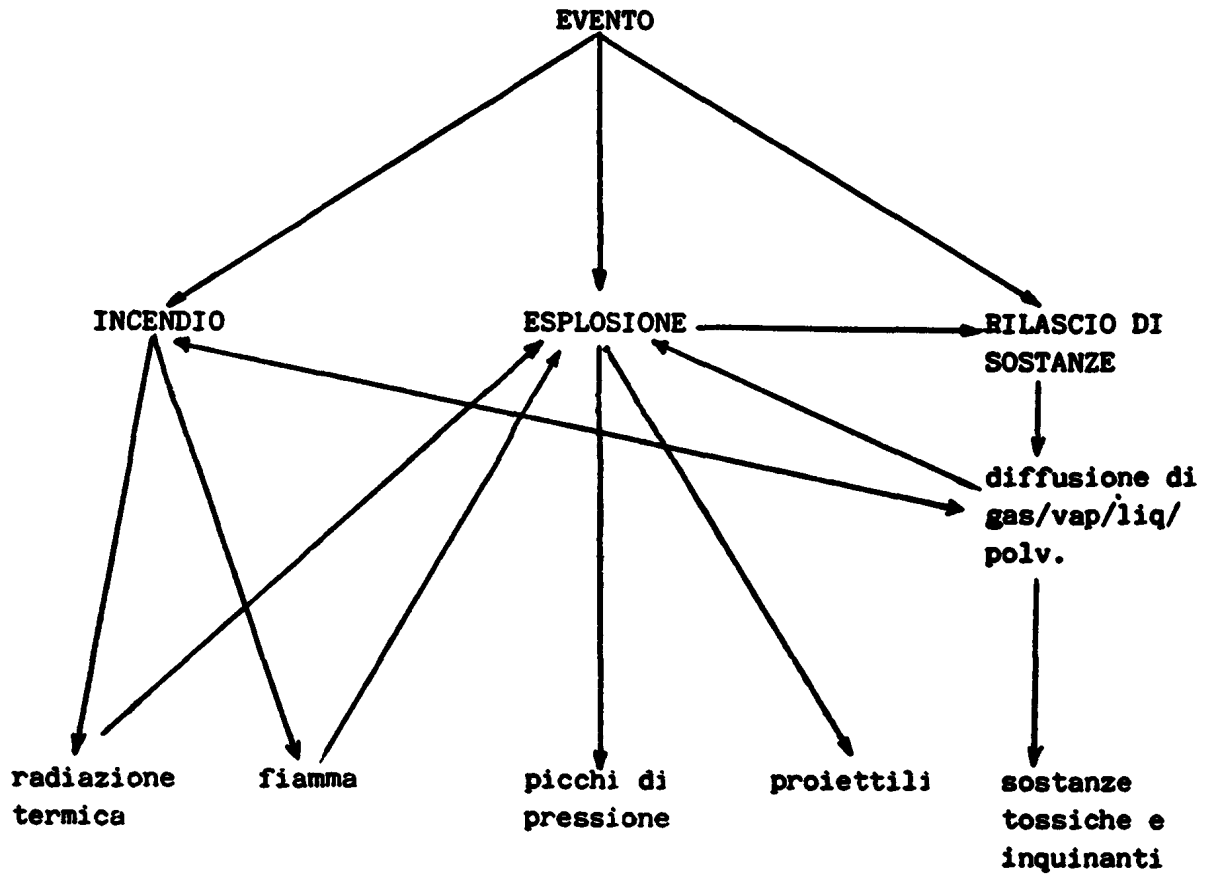 EVENTO
INCENDIO
ESPLOSIONE
RILASCIO DI
SOSTANZE
diffusione di
gas/vap/liq/
polv.
radiazione
termica
fiamma
picchi di
pressione
proiettili
sostanze
tossiche e
inquinanti